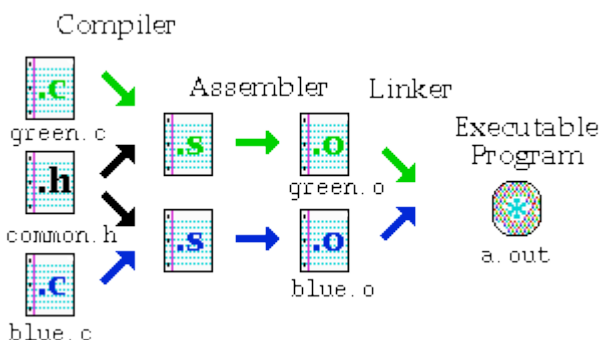 Compiler
Assembler
Linker
Executable
Program
.c
green.c
.h
common.h
.c
blue.c
.s
.s
.o
green.o
.o
blue.o
a.out